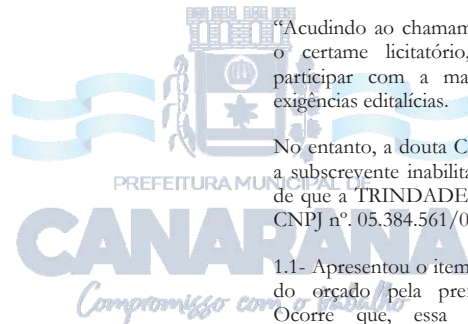 “Acudindo ao chamam
o certame licitatório,
participar com a ma
exigências editalícias.
No entanto, a douta C
a subscrevente inabilita
de que a TRINDADE
CNPJ nº. 05.384.561/0
1.1- Apresentou o item
do orçado pela pre
Ocorre que, essa
PREFEITURA MUNICIPAL DE
CANARANA
Compromisso com o trabalho